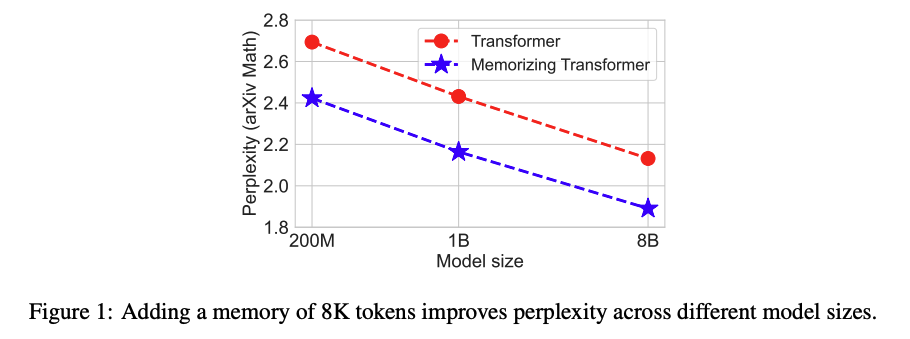 2.8
2.6
2.4
2.2
2.0
1.8
Perplexity (arXiv Math)
Transformer
Memorizing Transformer
200M 1B 8B
Model size
Figure 1: Adding a memory of 8K tokens improves perplexity across different model sizes.